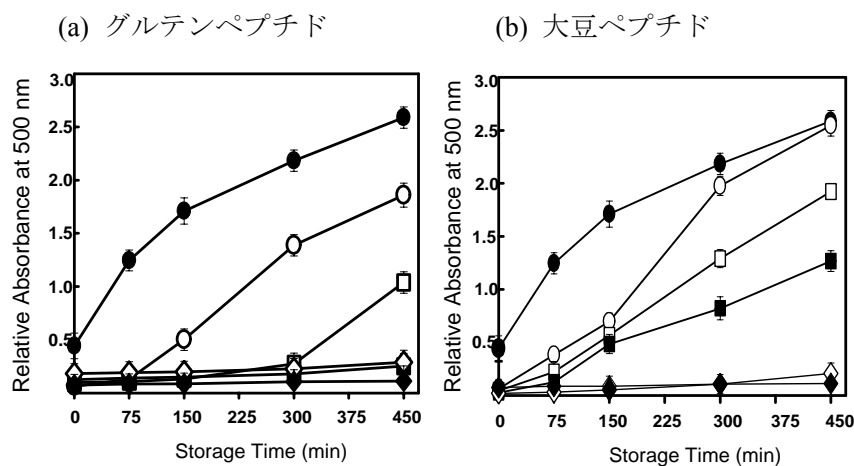 (a) グルテンペプチド
(b) 大豆ペプチド
Relative Absorbance at 500 nm
3.0
2.5
2.0
1.5
1.0
0.5
0 75 150 225 300 375 450
Storage Time (min)
Relative Absorbance at 500 nm
3.0
2.5
2.0
1.5
1.0
0.5
0 75 150 225 300 375 450
Storage Time (min)